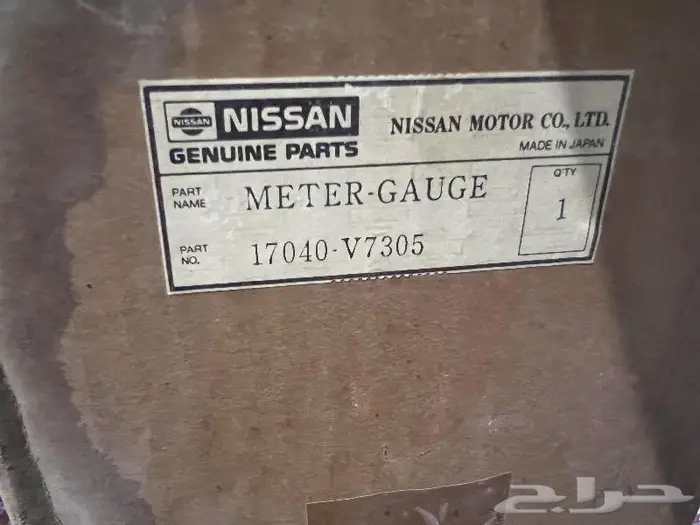 NISSAN NISSAN
GENUINE PARTS
NISSAN MOTOR CO., LTD.
MADE IN JAPAN
PART NAME METER-GAUGE
PART NO. 17040-V7305
Q'TY
1
حراج